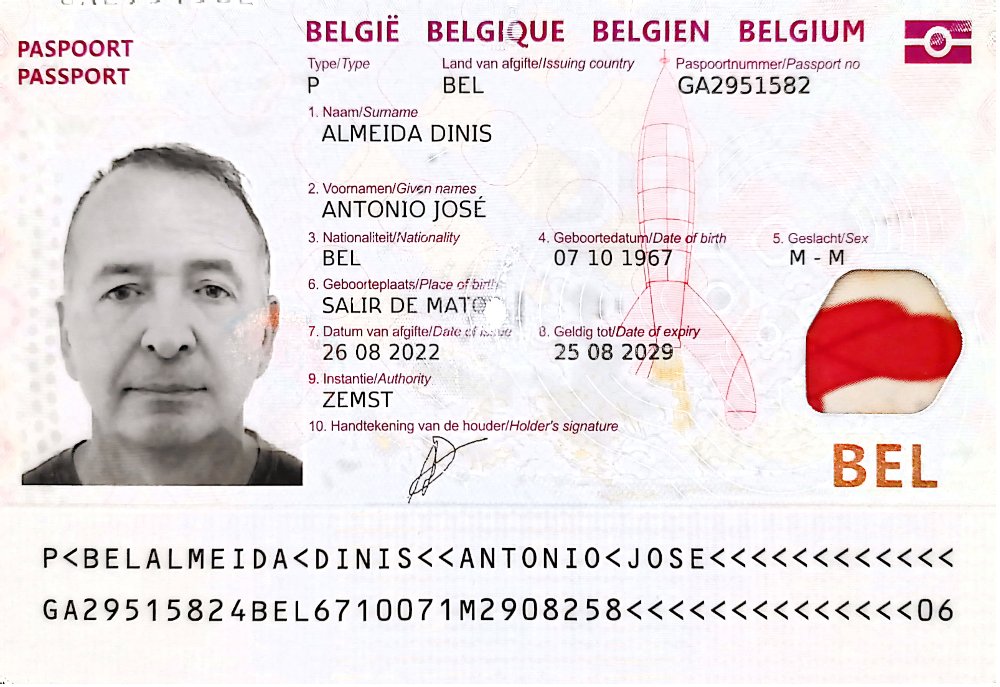 BELGIË BELGIQUE BELGIEN BELGIUM
PASPOORT
PASSPORT
Type/Type Land van afgifte/Issuing country Paspoortnummer/Passport no
P BEL GA2951582
1. Naam/Surname
ALMEIDA DINIS
2. Voornamen/Given names
ANTONIO JOSÉ
3. Nationaliteit/Nationality 4. Geboortedatum/Date of birth 5. Geslacht/Sex
BEL 07 10 1967 M - M
6. Geboorteplaats/Place of birth
SALIR DE
7. Datum van afgifte/Date of issue 8. Geldig tot/Date of expiry
26 08 2022 25 08 2029
9. Instantie/Authority
ZEMST
10. Handtekening van de houder/Holder's signature
BEL
P<BELALMEIDA<DINIS<<ANTONIO<JOSE<<<<<<<<<<<<
GA29515824BEL6710071M2908258<<<<<<<<<<<<<<06